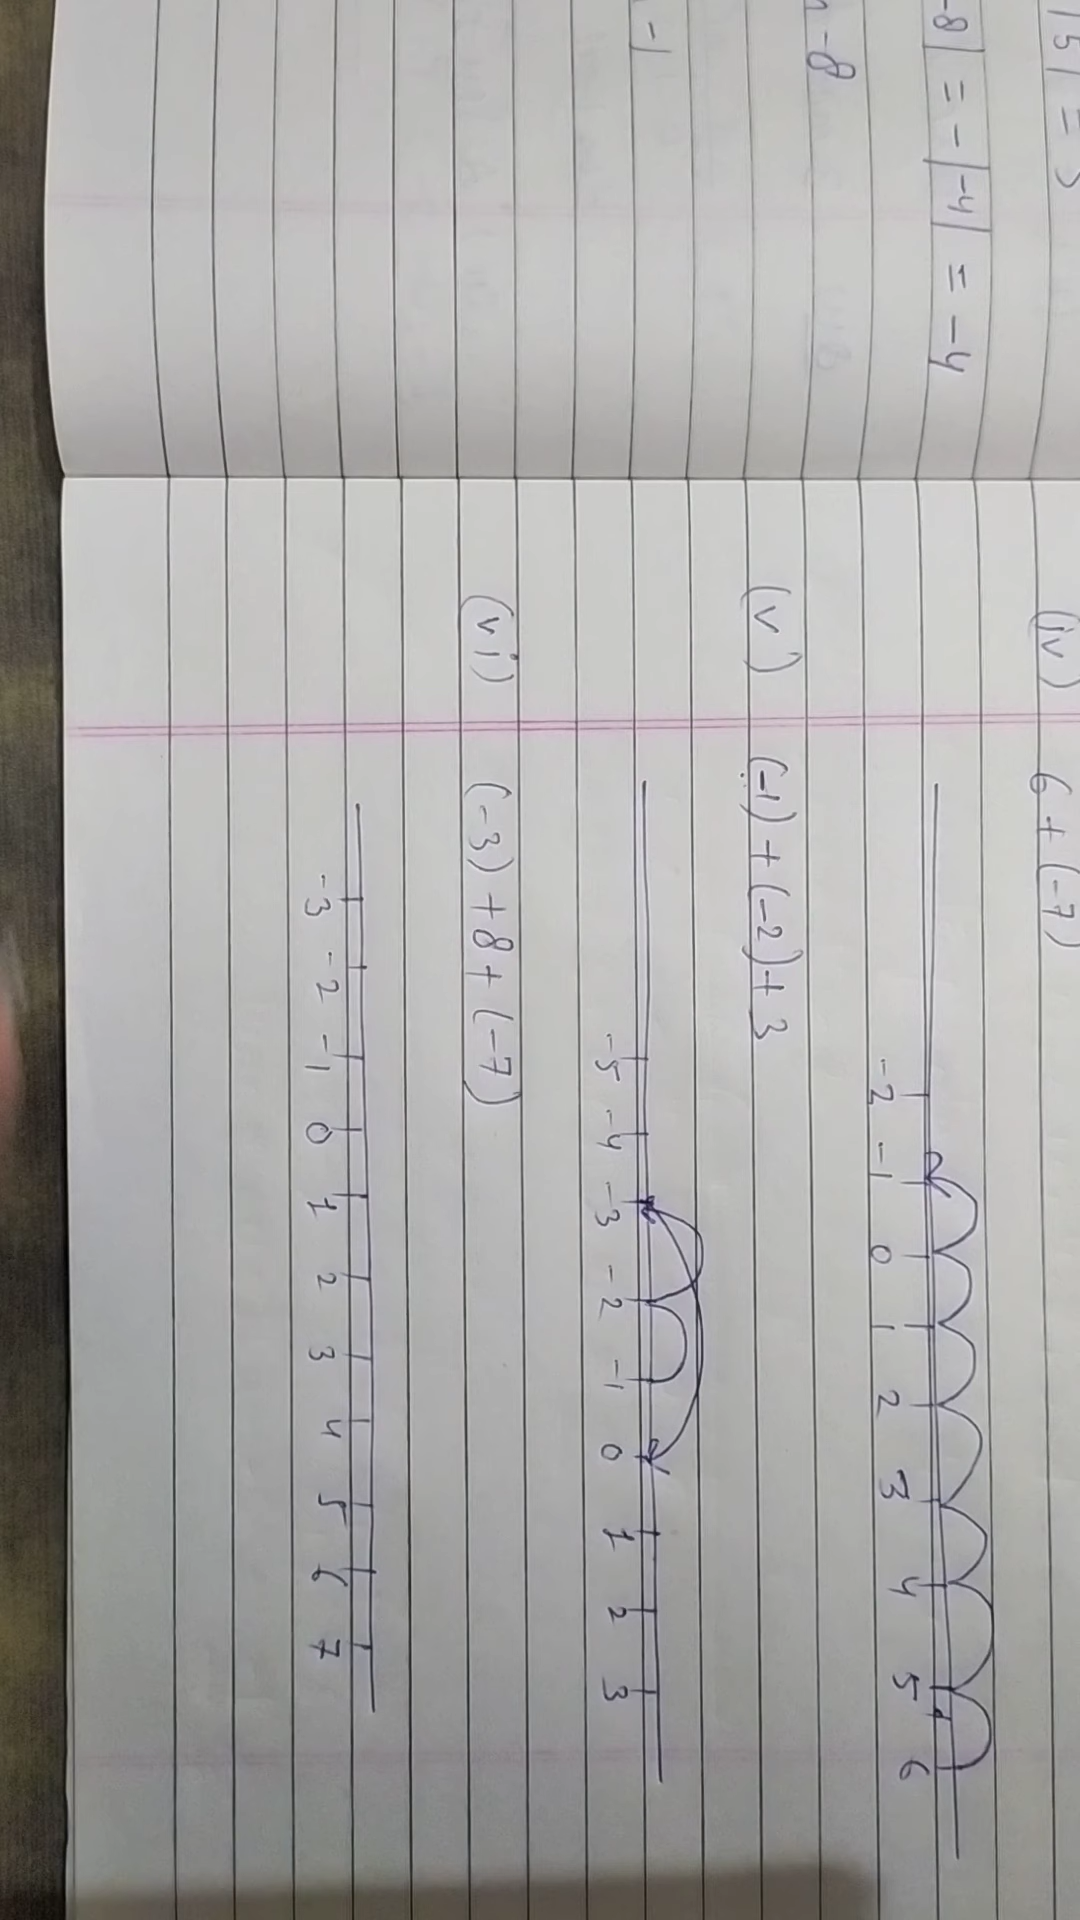 15| = 5
-8| = -|-4| = -4
-8
-1
(iv) 6 + (-7)
-2 -1 0 1 2 3 4 5 6
(v) (-1) + (-2) + 3
-5 -4 -3 -2 -1 0 1 2 3
(vi) (-3) + 8 + (-7)
-3 -2 -1 0 1 2 3 4 5 6 7